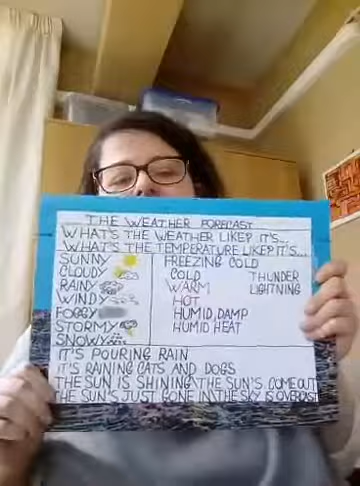 THE WEATHER FORECAST
WHAT'S THE WEATHER LIKE? IT'S...
WHAT'S THE TEMPERATURE LIKE? IT'S...
SUNNY
CLOUDY
RAINY
WINDY
FOGGY
STORMY
SNOWY
FREEZING COLD
COLD THUNDER
WARM LIGHTNING
HOT
HUMID, DAMP
HUMID HEAT
IT'S POURING RAIN
IT'S RAINING CATS AND DOGS
THE SUN IS SHINING THE SUN'S COME OUT
THE SUN'S JUST GONE IN THE SKY IS OVERCAST